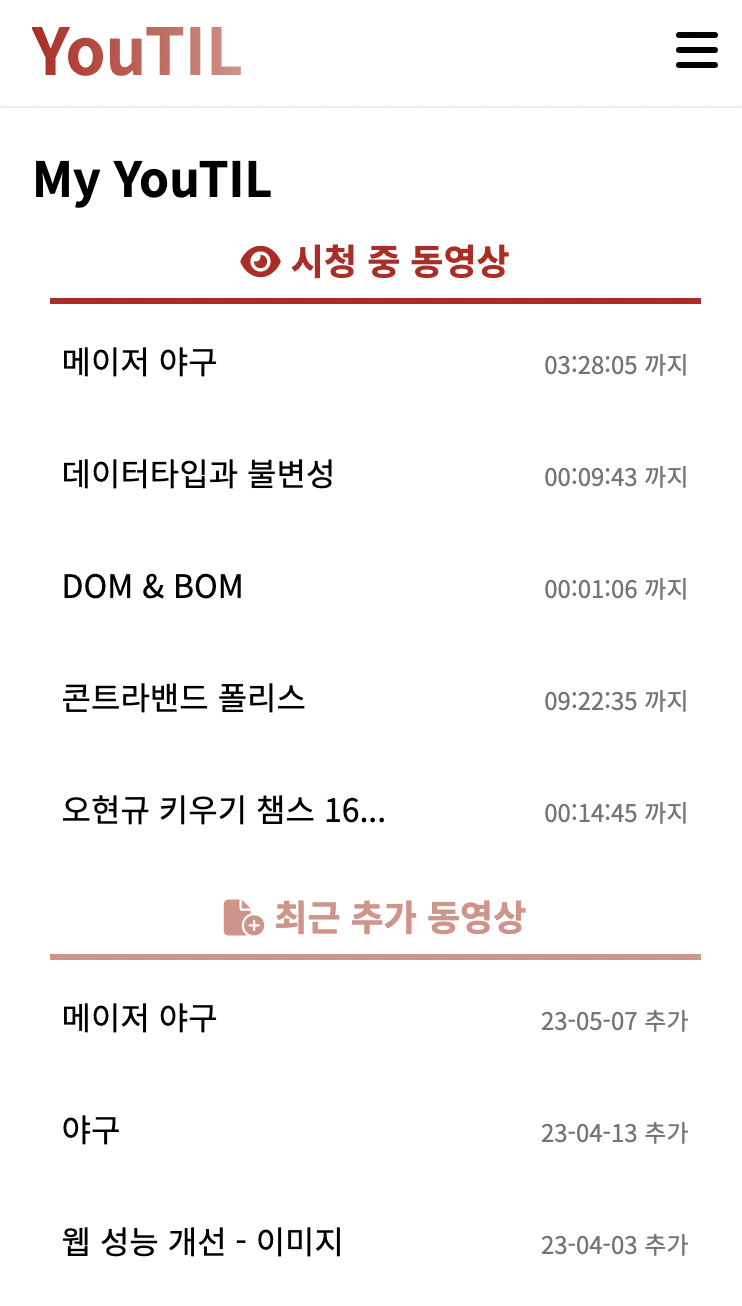 YouTIL
My YouTIL
시청 중 동영상
메이저 야구 03:28:05 까지
데이터타입과 불변성 00:09:43 까지
DOM & BOM 00:01:06 까지
콘트라밴드 폴리스 09:22:35 까지
오현규 키우기 챔스 16... 00:14:45 까지
최근 추가 동영상
메이저 야구 23-05-07 추가
야구 23-04-13 추가
웹 성능 개선 - 이미지 23-04-03 추가